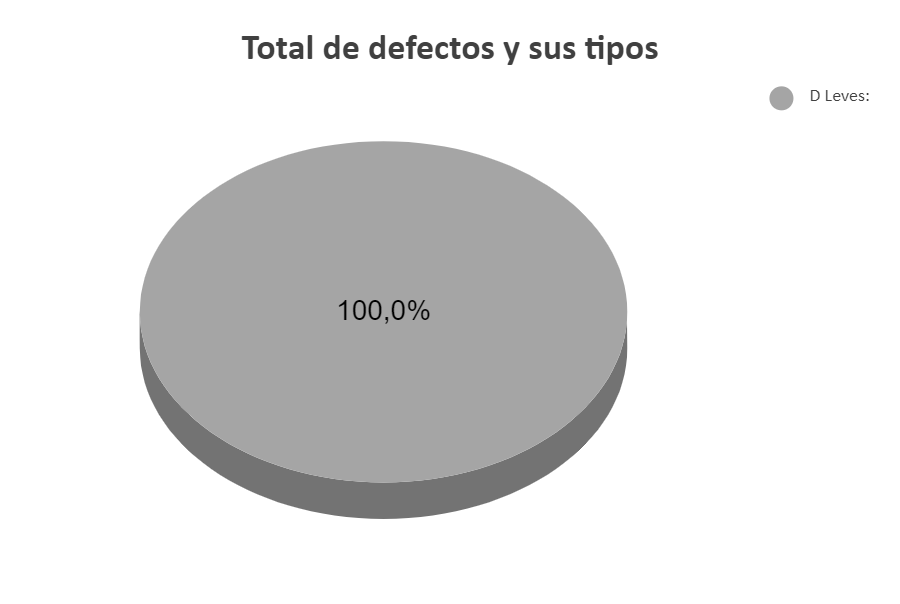 Total de defectos y sus tipos
D Leves:
100,0%